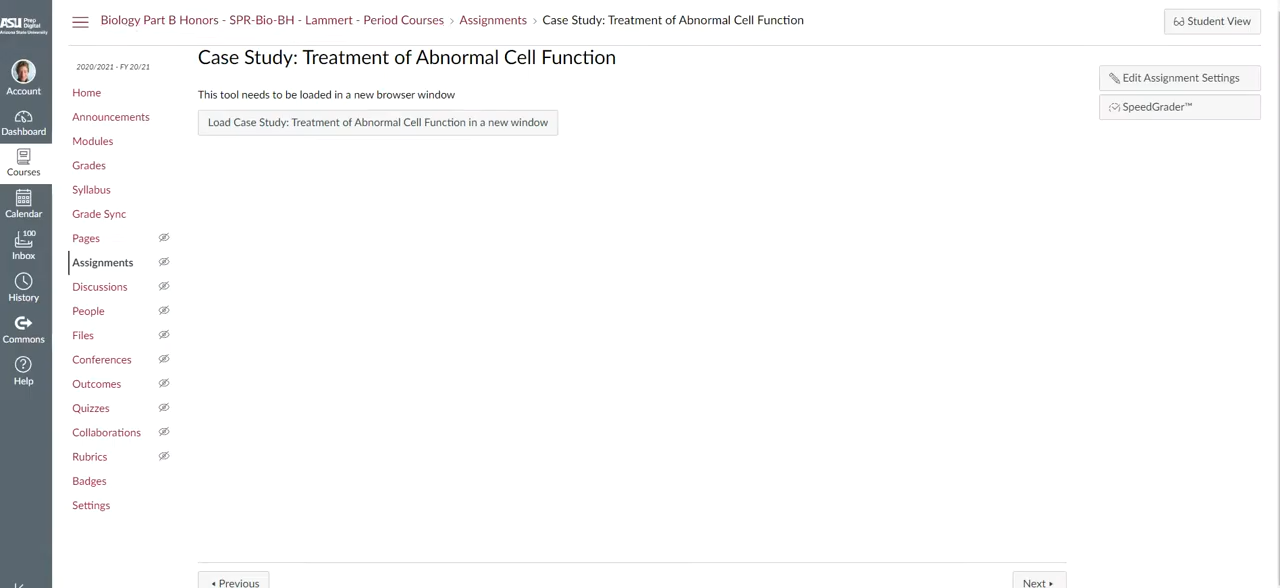 ASU Prep Digital
Arizona State University
Biology Part B Honors - SPR-Bio-BH - Lammert - Period Courses › Assignments › Case Study: Treatment of Abnormal Cell Function
Student View
Case Study: Treatment of Abnormal Cell Function
2020/2021 - FY 20/21
Edit Assignment Settings
SpeedGrader™
This tool needs to be loaded in a new browser window
Load Case Study: Treatment of Abnormal Cell Function in a new window
Account
Dashboard
Courses
Calendar
100
Inbox
History
Commons
Help
Home
Announcements
Modules
Grades
Syllabus
Grade Sync
Pages
Assignments
Discussions
People
Files
Conferences
Outcomes
Quizzes
Collaborations
Rubrics
Badges
Settings
◂ Previous
Next ▸